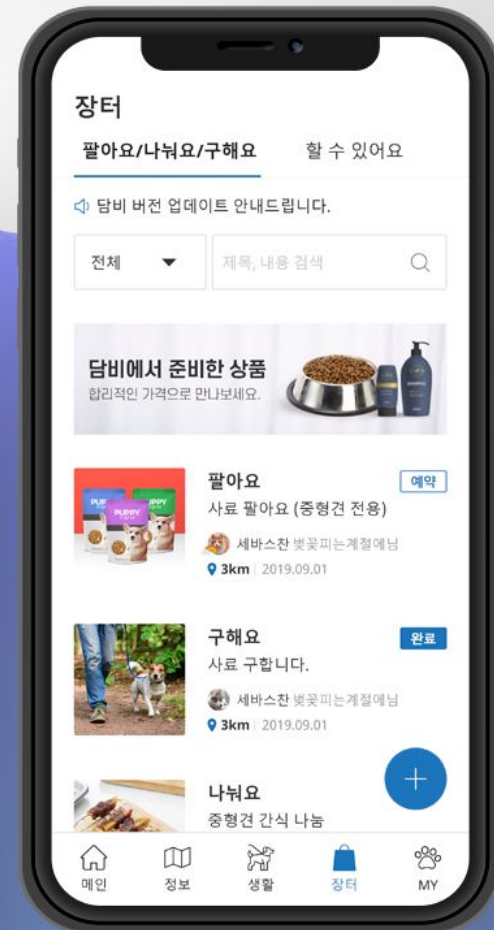 장터
팔아요/나눠요/구해요 할 수 있어요
담비 버전 업데이트 안내드립니다.
전체 제목, 내용 검색
담비에서 준비한 상품
합리적인 가격으로 만나보세요.
SHAMPOO
팔아요 예약
PUPPY
사료 팔아요 (중형견 전용)
세바스찬 벚꽃피는계절에님
3km 2019.09.01
구해요 완료
사료 구합니다.
세바스찬 벚꽃피는계절에님
3km 2019.09.01
나눠요
중형견 간식 나눔
메인 정보 생활 장터 MY